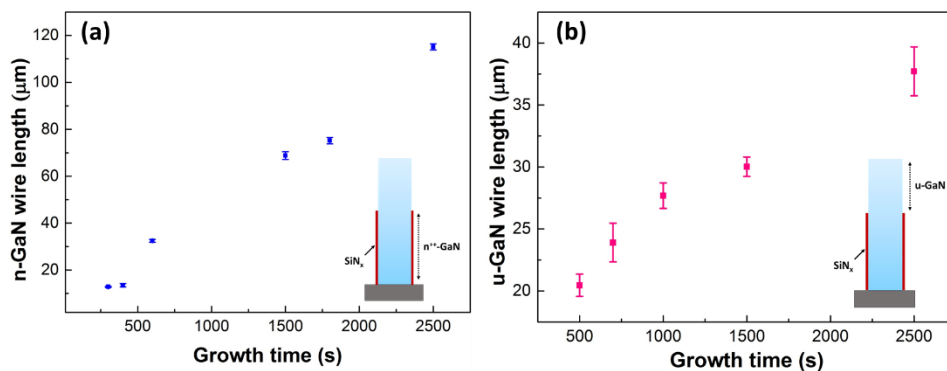 (a)
n-GaN wire length (μm)
120
100
80
60
40
20
500
1000
1500
2000
2500
Growth time (s)
SiNx
n⁺⁺-GaN
(b)
u-GaN wire length (μm)
40
35
30
25
20
500
1000
1500
2000
2500
Growth time (s)
SiNx
u-GaN